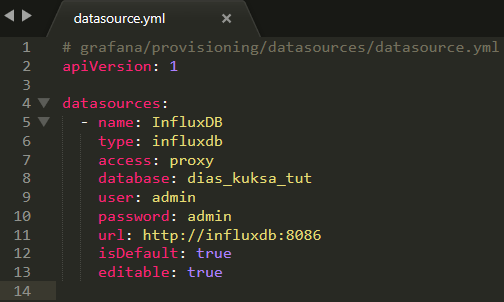 datasource.yml ×
1 # grafana/provisioning/datasources/datasource.yml
2 apiVersion: 1
3
4 datasources:
5   - name: InfluxDB
6     type: influxdb
7     access: proxy
8     database: dias_kuksa_tut
9     user: admin
10     password: admin
11     url: http://influxdb:8086
12     isDefault: true
13     editable: true
14